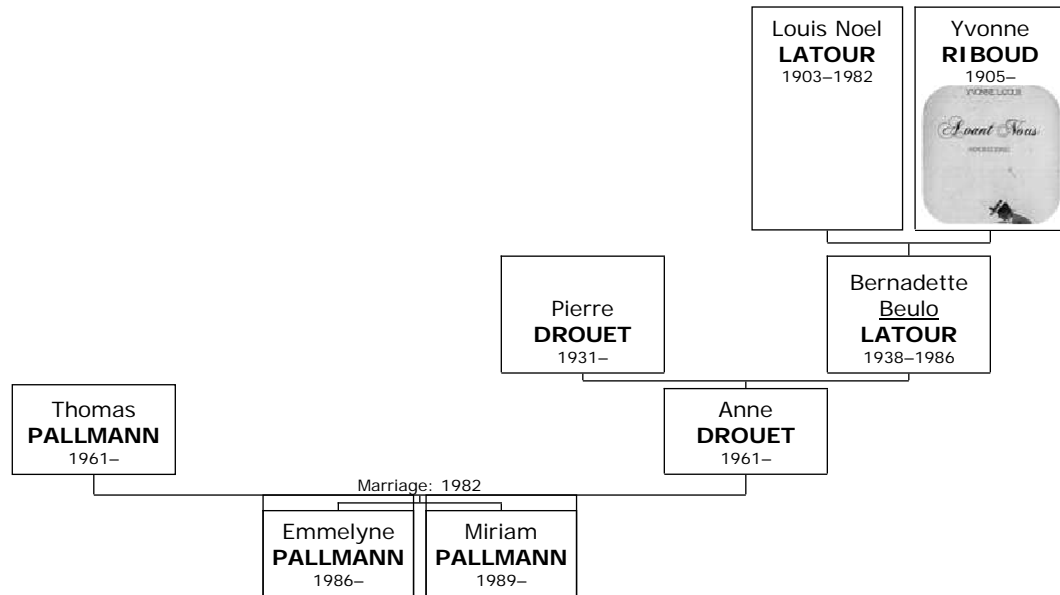 Louis Noel
LATOUR
1903–1982
Yvonne
RIBOUD
1905–
Avant Nous
Pierre
DROUET
1931–
Bernadette
Beulo
LATOUR
1938–1986
Thomas
PALLMANN
1961–
Anne
DROUET
1961–
Marriage: 1982
Emmelyne
PALLMANN
1986–
Miriam
PALLMANN
1989–